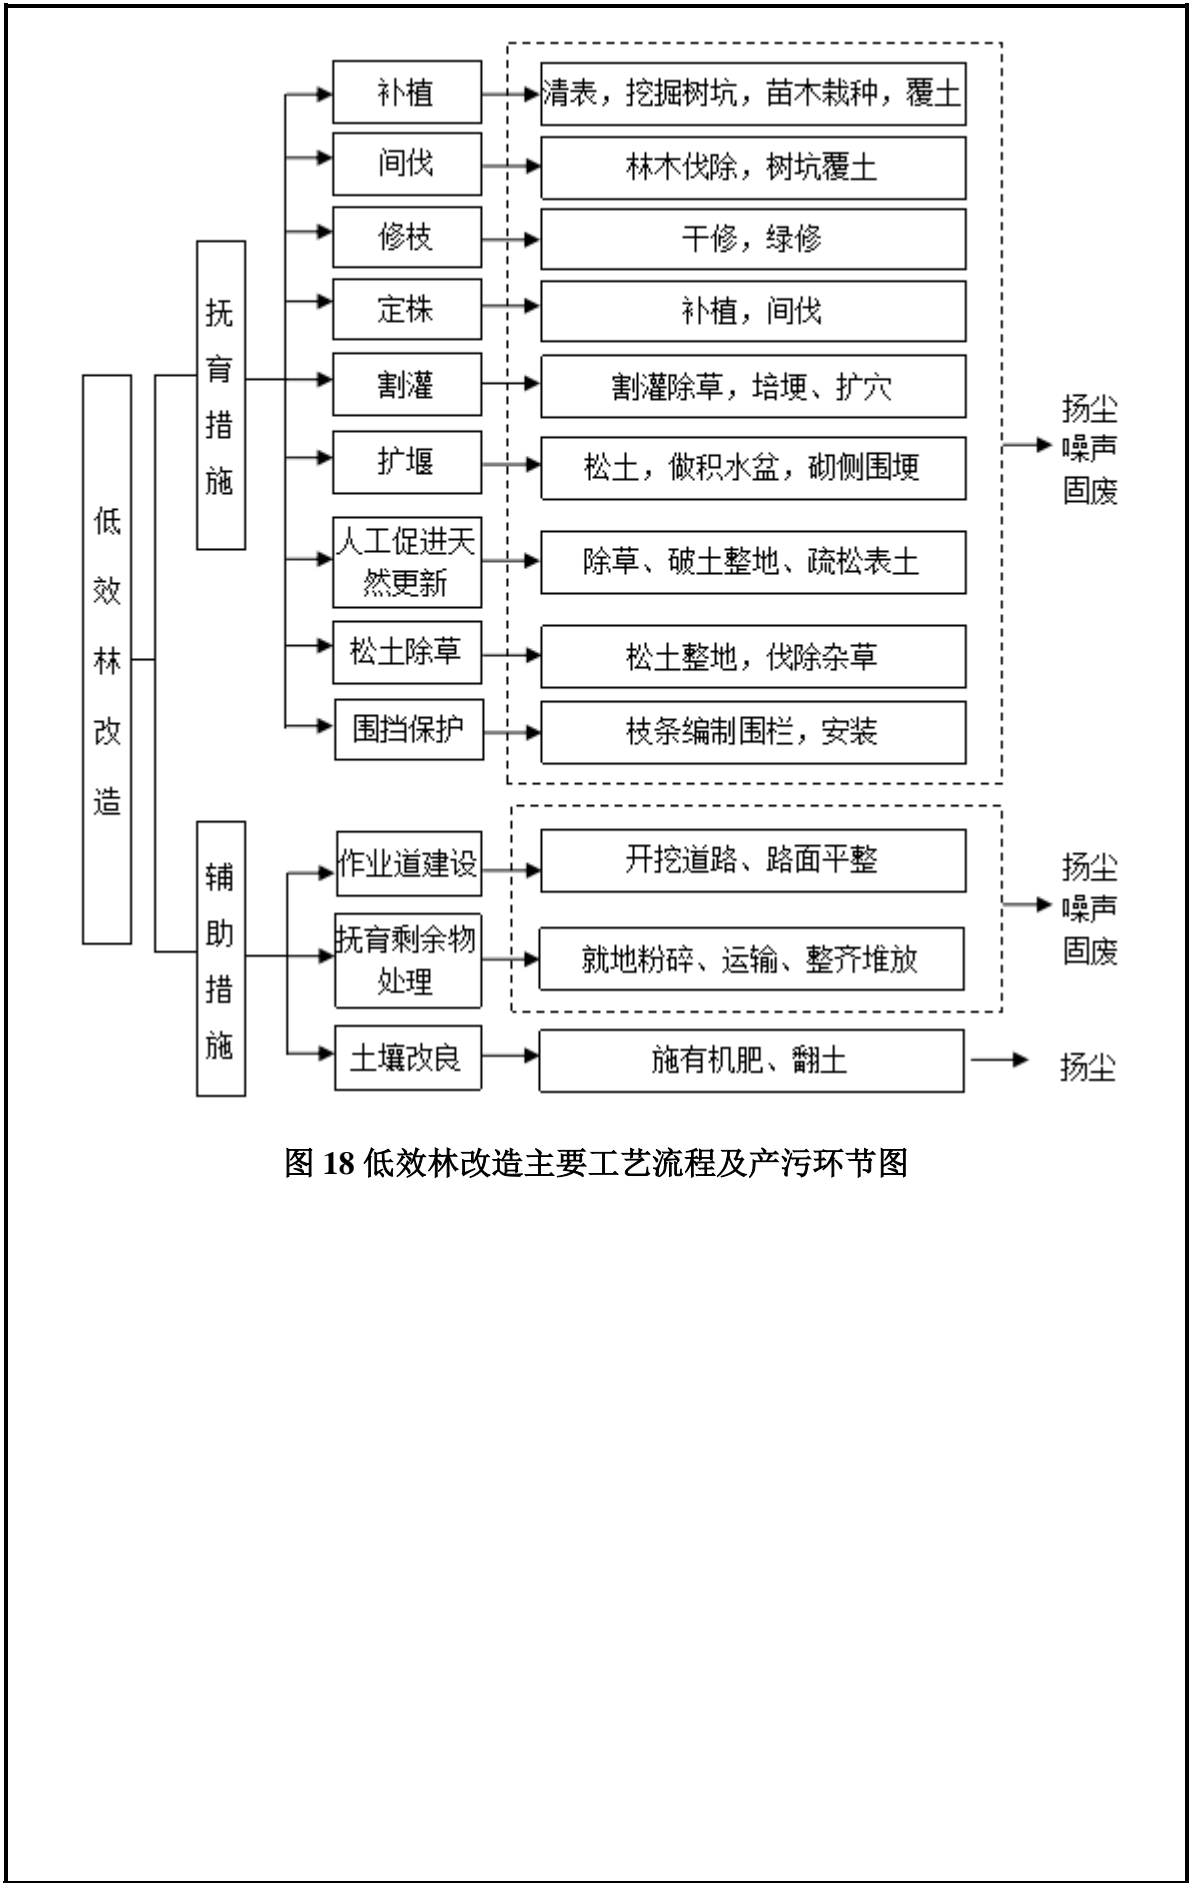 补植
清表，挖掘树坑，苗木栽种，覆土
间伐
林木伐除，树坑覆土
修枝
干修，绿修
定株
补植，间伐
割灌
割灌除草，培埂、扩穴
扩堰
松土，做积水盆，砌侧围埂
人工促进天
然更新
除草、破土整地、疏松表土
松土除草
松土整地，伐除杂草
围挡保护
枝条编制围栏，安装
抚育措施
扬尘
噪声
固废
低效林改造
辅助措施
作业道建设
开挖道路、路面平整
抚育剩余物
处理
就地粉碎、运输、整齐堆放
扬尘
噪声
固废
土壤改良
施有机肥、翻土
扬尘
图 18 低效林改造主要工艺流程及产污环节图